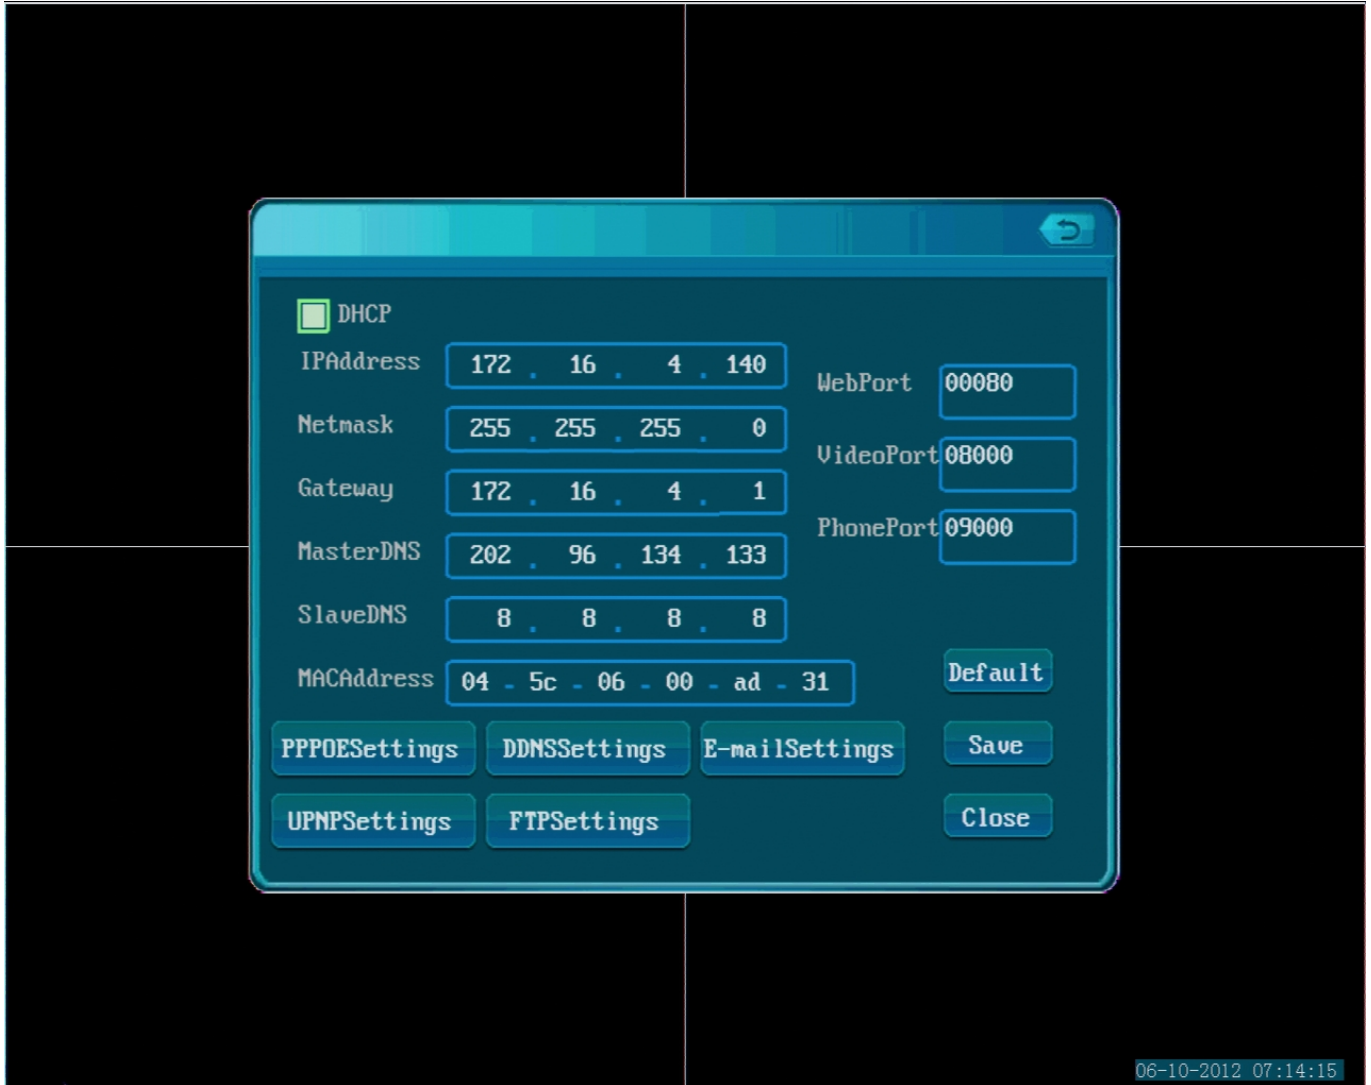 DHCP
IPAddress 172 . 16 . 4 . 140
WebPort 00080
Netmask 255 . 255 . 255 . 0
VideoPort 08000
Gateway 172 . 16 . 4 . 1
PhonePort 09000
MasterDNS 202 . 96 . 134 . 133
SlaveDNS 8 . 8 . 8 . 8
MACAddress 04 - 5c - 06 - 00 - ad - 31
Default
PPPOESettings DDNSSettings E-mailSettings Save
UPNPSettings FTPSettings Close
06-10-2012 07:14:15